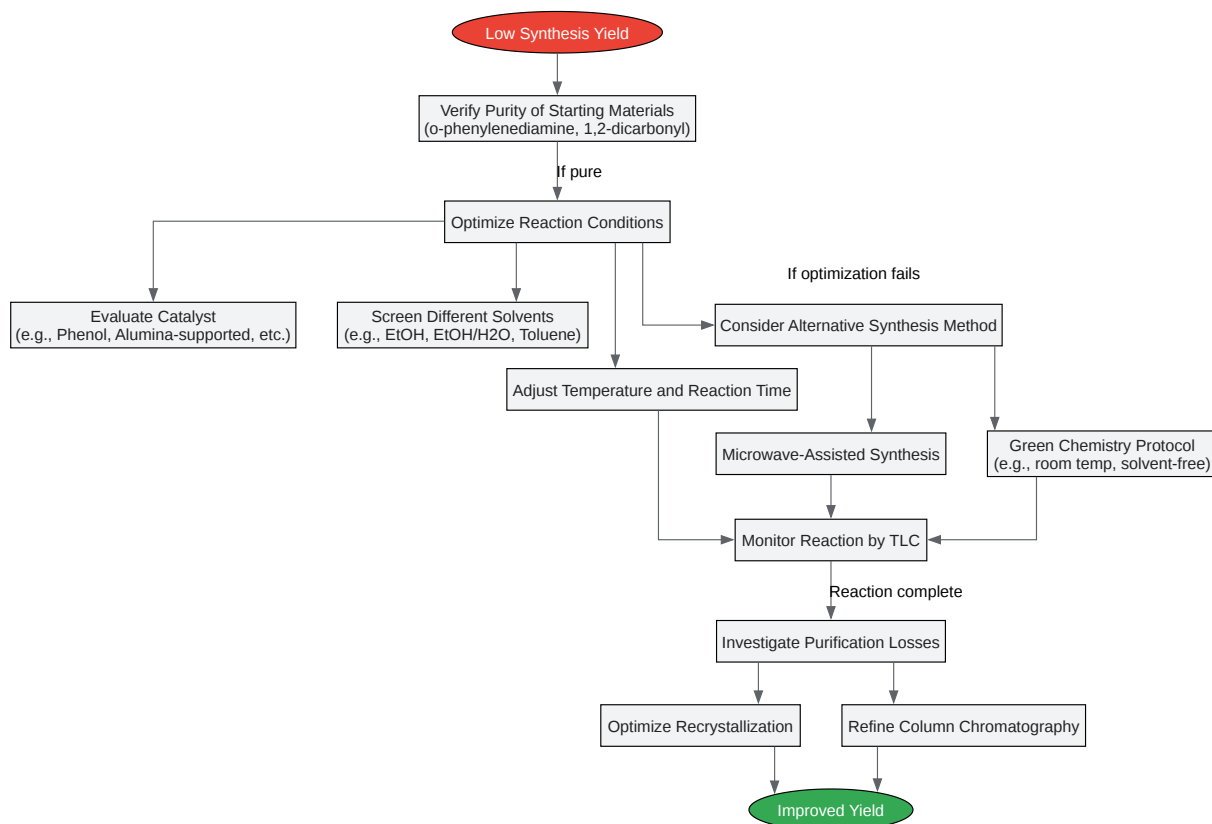 Low Synthesis Yield
Verify Purity of Starting Materials
(o-phenylenediamine, 1,2-dicarbonyl)
If pure
Optimize Reaction Conditions
If optimization fails
Evaluate Catalyst
(e.g., Phenol, Alumina-supported, etc.)
Screen Different Solvents
(e.g., EtOH, EtOH/H2O, Toluene)
Consider Alternative Synthesis Method
Adjust Temperature and Reaction Time
Microwave-Assisted Synthesis
Green Chemistry Protocol
(e.g., room temp, solvent-free)
Monitor Reaction by TLC
Reaction complete
Investigate Purification Losses
Optimize Recrystallization
Refine Column Chromatography
Improved Yield